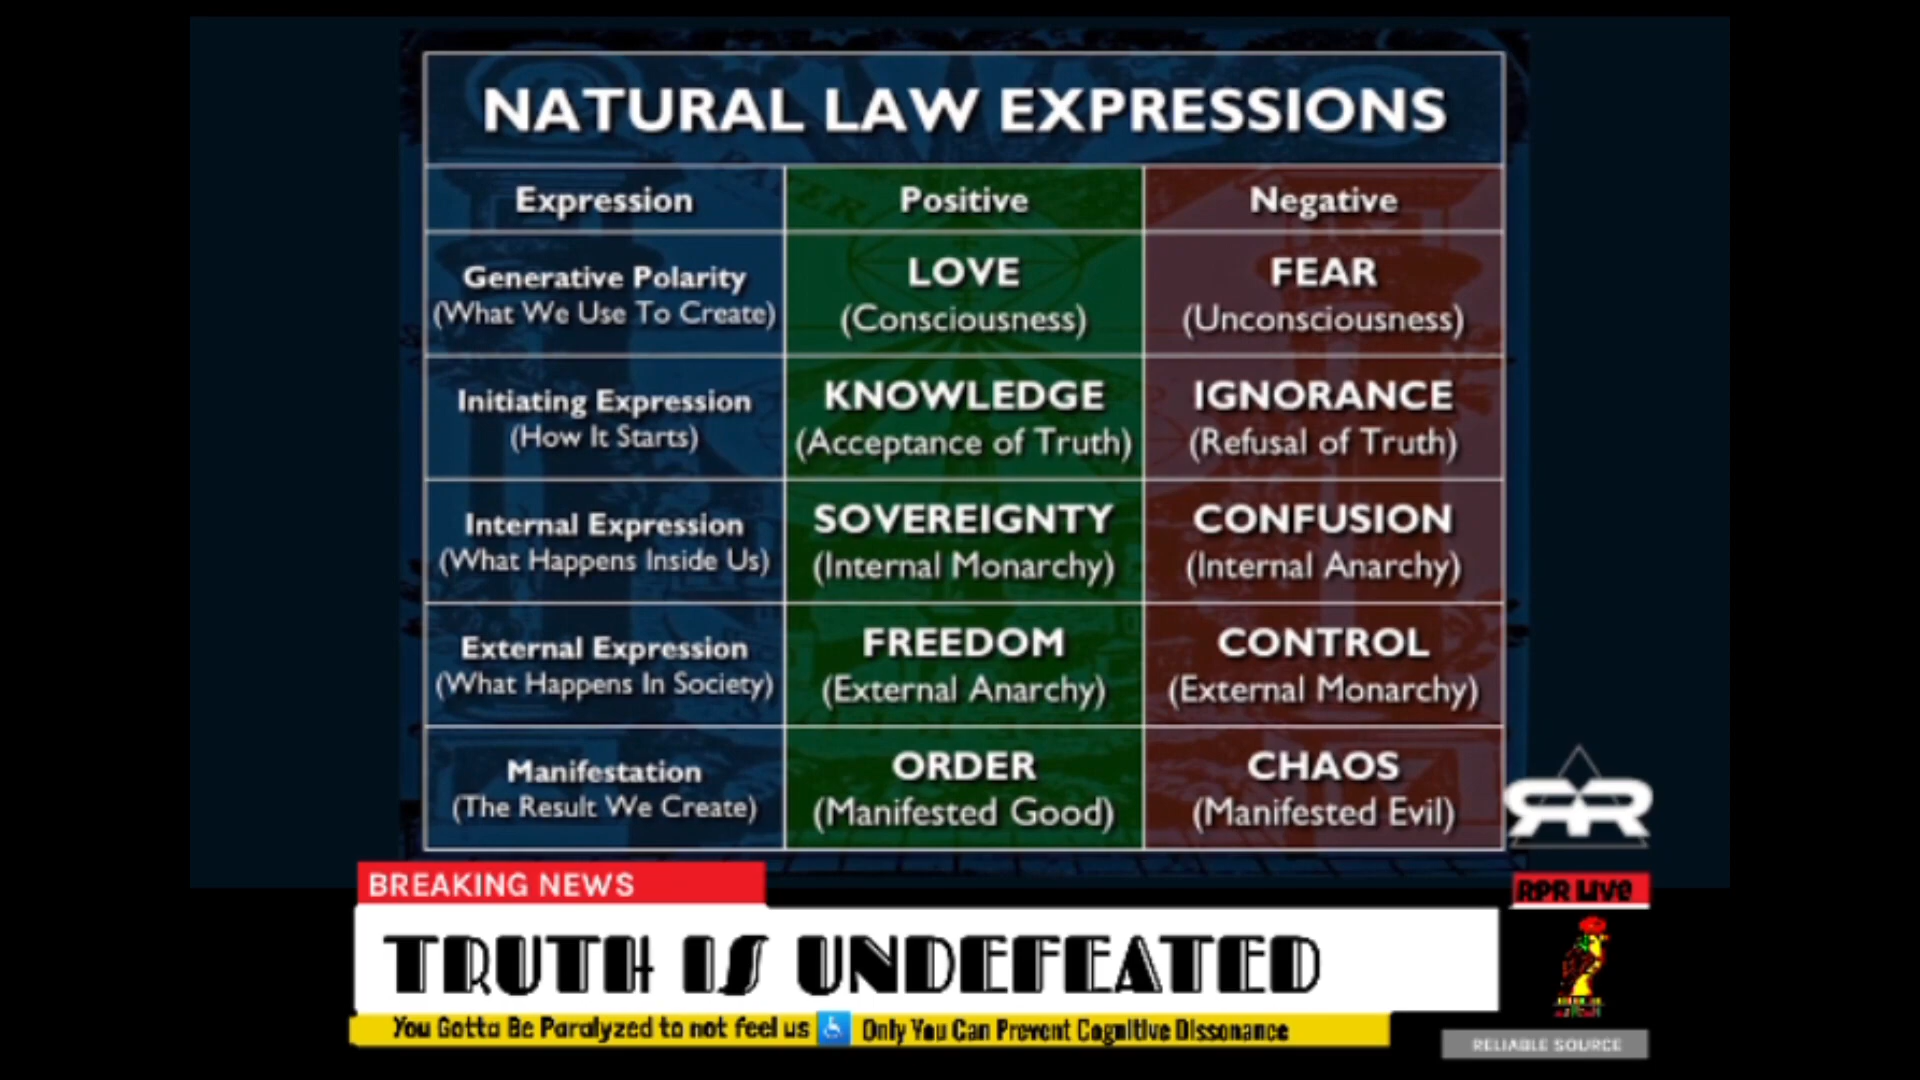 NATURAL LAW EXPRESSIONS
Expression
Positive
Negative
Generative Polarity
(What We Use To Create)
LOVE
(Consciousness)
FEAR
(Unconsciousness)
Initiating Expression
(How It Starts)
KNOWLEDGE
(Acceptance of Truth)
IGNORANCE
(Refusal of Truth)
Internal Expression
(What Happens Inside Us)
SOVEREIGNTY
(Internal Monarchy)
CONFUSION
(Internal Anarchy)
External Expression
(What Happens In Society)
FREEDOM
(External Anarchy)
CONTROL
(External Monarchy)
Manifestation
(The Result We Create)
ORDER
(Manifested Good)
CHAOS
(Manifested Evil)
BREAKING NEWS
RPR LIVE
TRUTH IS UNDEFEATED
You Gotta Be Paralyzed to not feel us ♿ Only You Can Prevent Cognitive Dissonance
RELIABLE SOURCE